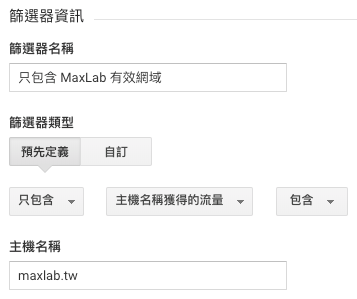 篩選器資訊
篩選器名稱
只包含 MaxLab 有效網域
篩選器類型
預先定義 自訂
只包含 主機名稱獲得的流量 包含
主機名稱
maxlab.tw